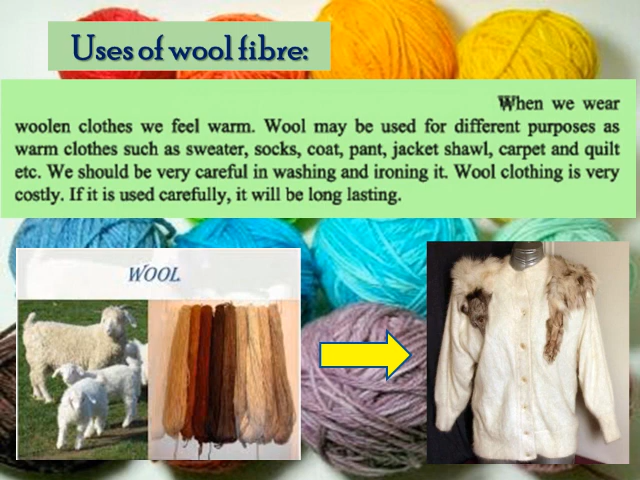 Uses of wool fibre:
When we wear
woolen clothes we feel warm. Wool may be used for different purposes as
warm clothes such as sweater, socks, coat, pant, jacket shawl, carpet and quilt
etc. We should be very careful in washing and ironing it. Wool clothing is very
costly. If it is used carefully, it will be long lasting.
WOOL